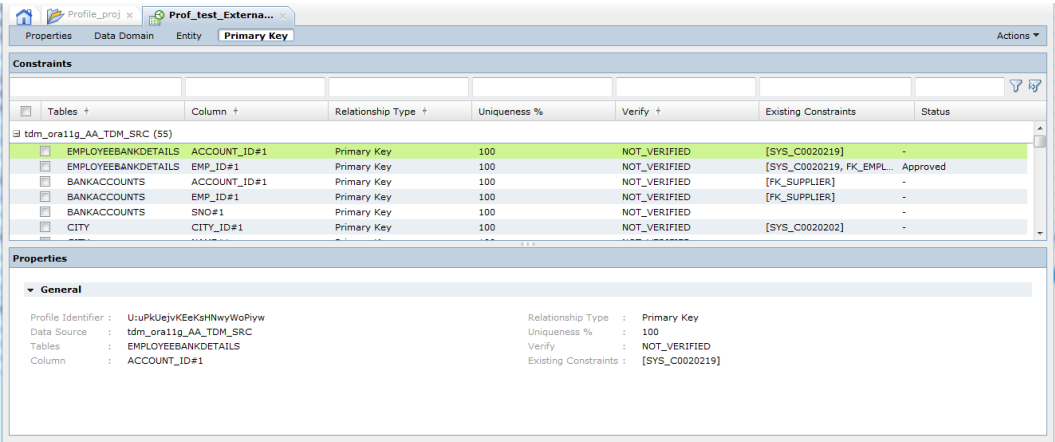 Profile_proj Prof_test_Externa...
Properties Data Domain Entity Primary Key Actions
Constraints
Tables Column Relationship Type Uniqueness % Verify Existing Constraints Status
tdm_ora11g_AA_TDM_SRC (55)
EMPLOYEEBANKDETAILS ACCOUNT_ID#1 Primary Key 100 NOT_VERIFIED [SYS_C0020219] -
EMPLOYEEBANKDETAILS EMP_ID#1 Primary Key 100 NOT_VERIFIED [SYS_C0020219, FK_EMPL... Approved
BANKACCOUNTS ACCOUNT_ID#1 Primary Key 100 NOT_VERIFIED [FK_SUPPLIER] -
BANKACCOUNTS EMP_ID#1 Primary Key 100 NOT_VERIFIED [FK_SUPPLIER] -
BANKACCOUNTS SNO#1 Primary Key 100 NOT_VERIFIED -
CITY CITY_ID#1 Primary Key 100 NOT_VERIFIED [SYS_C0020202] -
Properties
General
Profile Identifier : U:uPkUejvKEeKsHNwyWoPiyw Relationship Type : Primary Key
Data Source : tdm_ora11g_AA_TDM_SRC Uniqueness % : 100
Tables : EMPLOYEEBANKDETAILS Verify : NOT_VERIFIED
Column : ACCOUNT_ID#1 Existing Constraints : [SYS_C0020219]